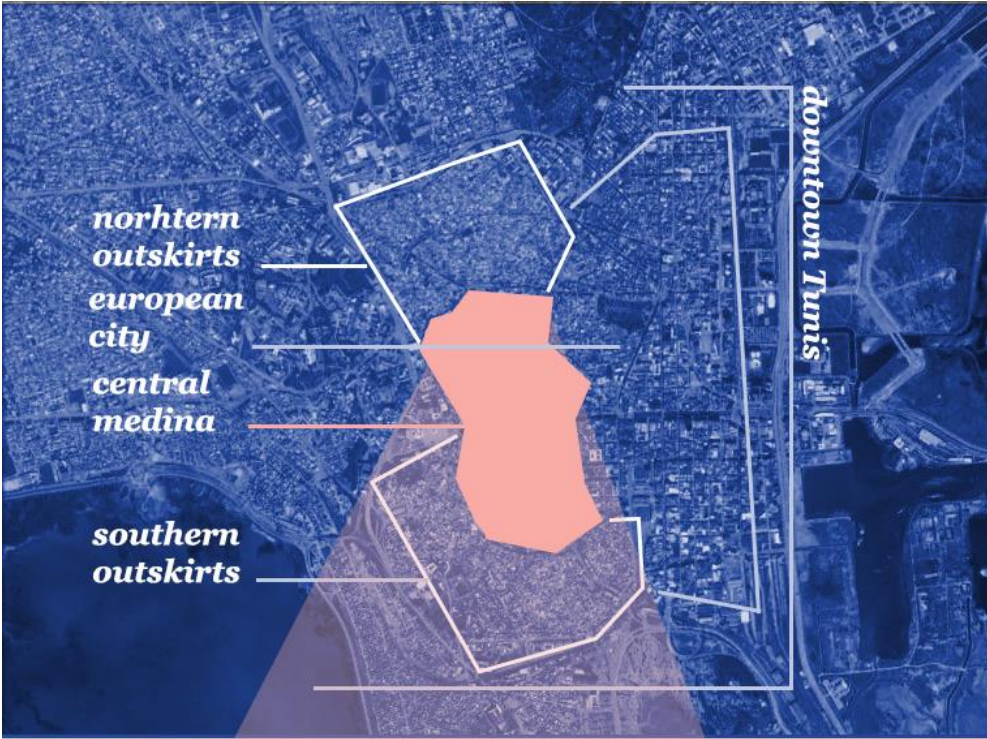 norhtern
outskirts
european
city
central
medina
southern
outskirts
downtown Tunis